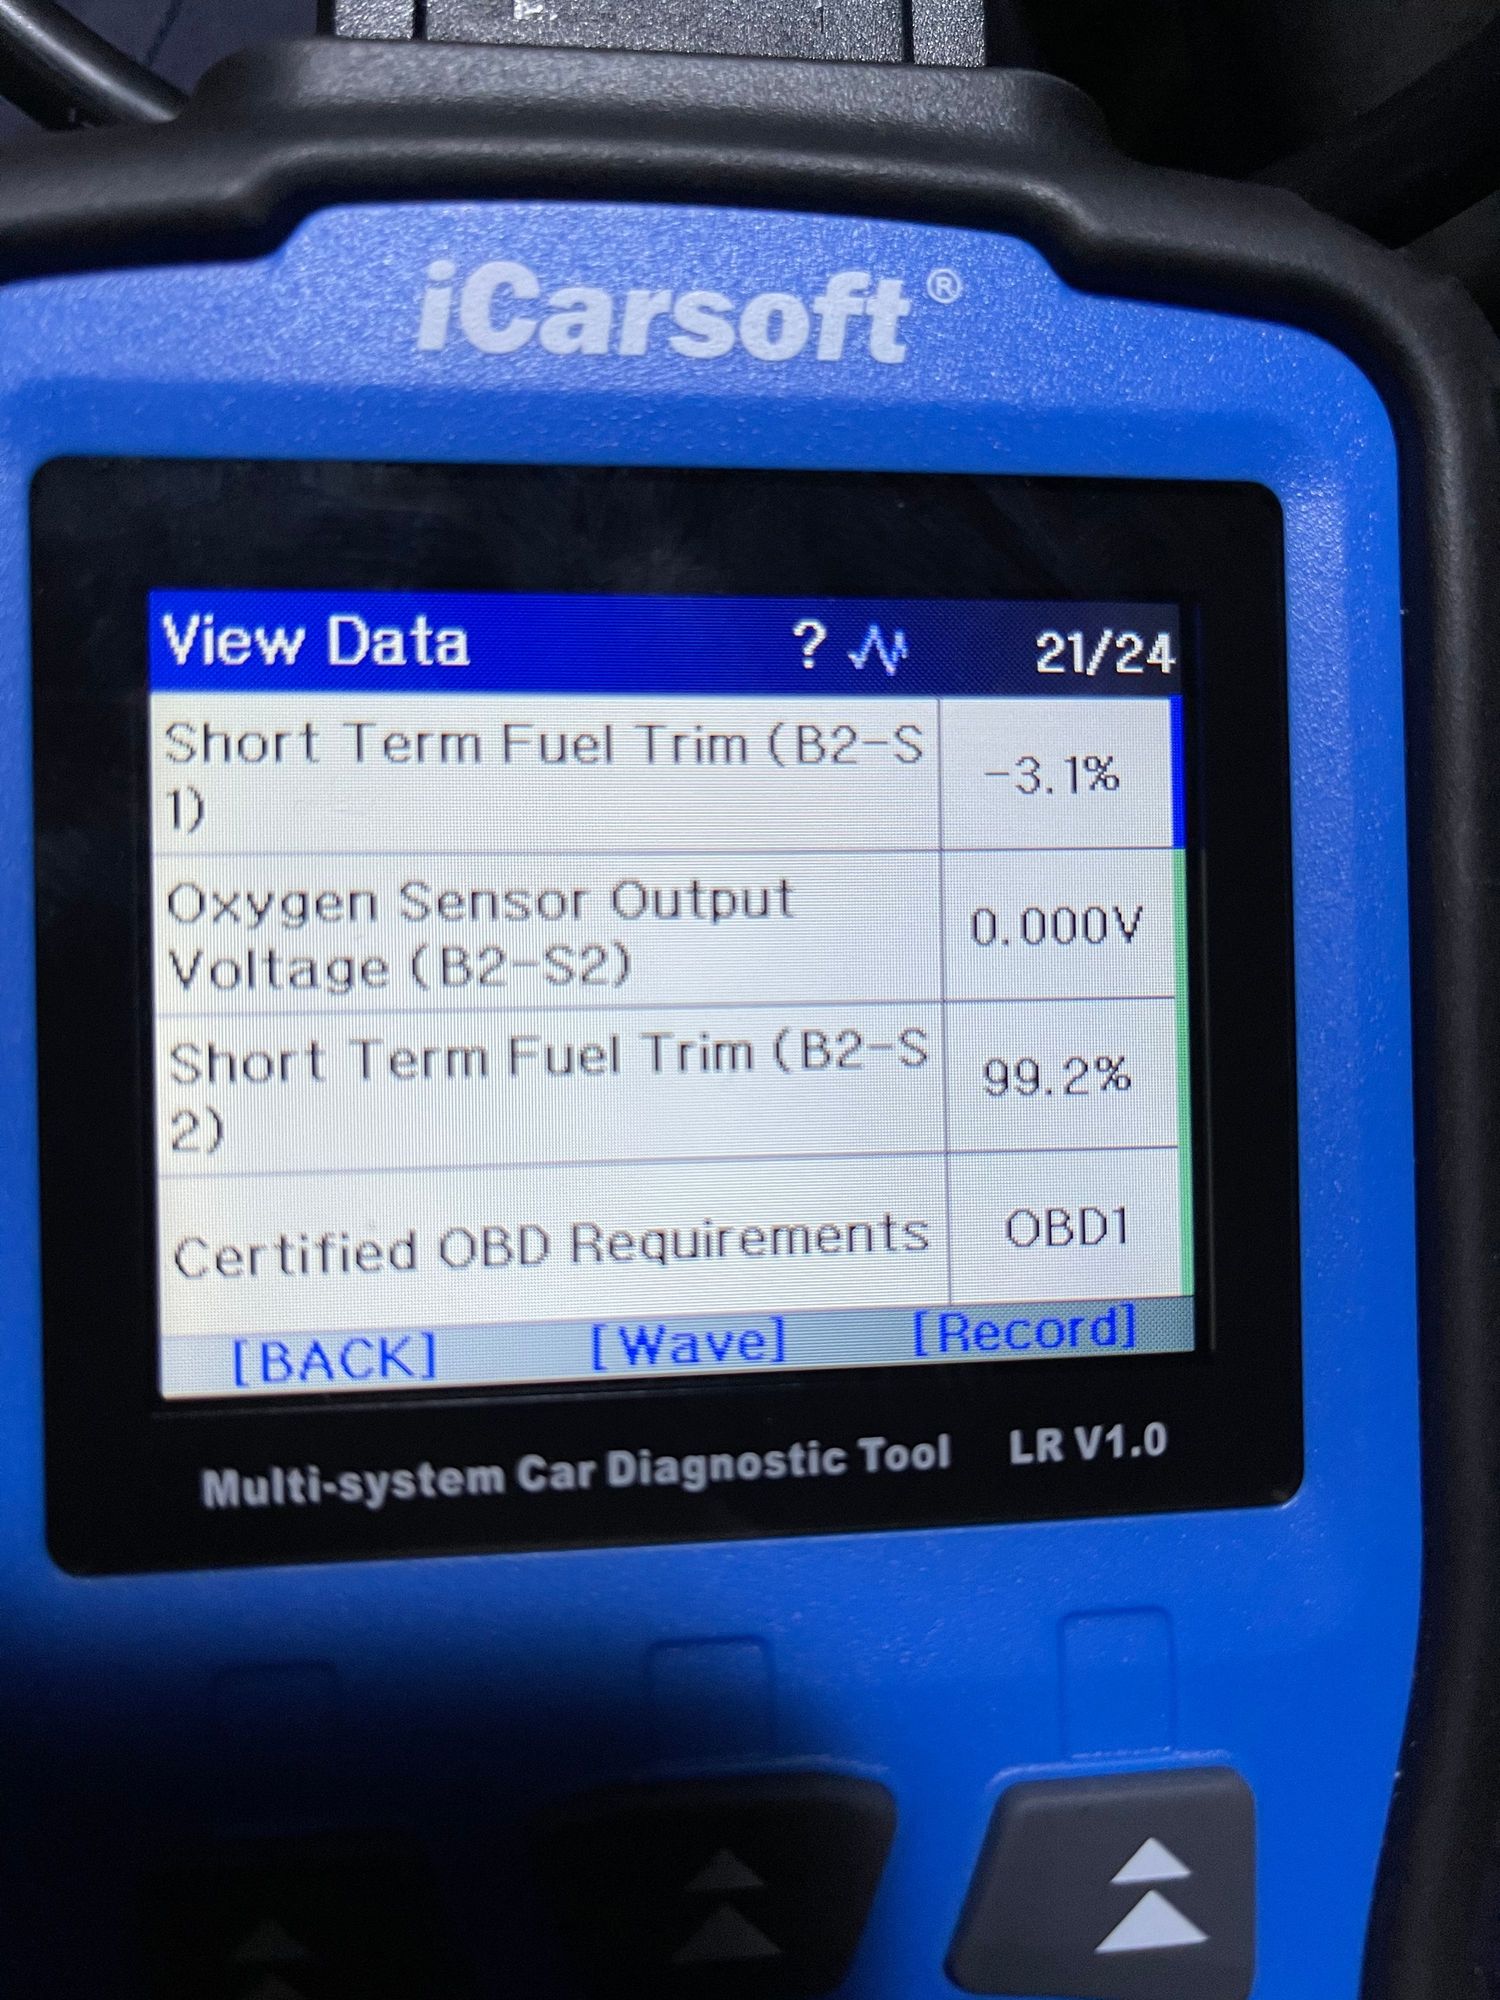 iCarsoft®
View Data ? 21/24
Short Term Fuel Trim (B2-S
1) -3.1%
Oxygen Sensor Output
Voltage (B2-S2) 0.000V
Short Term Fuel Trim (B2-S
2) 99.2%
Certified OBD Requirements OBD1
[BACK] [Wave] [Record]
Multi-system Car Diagnostic Tool LR V1.0